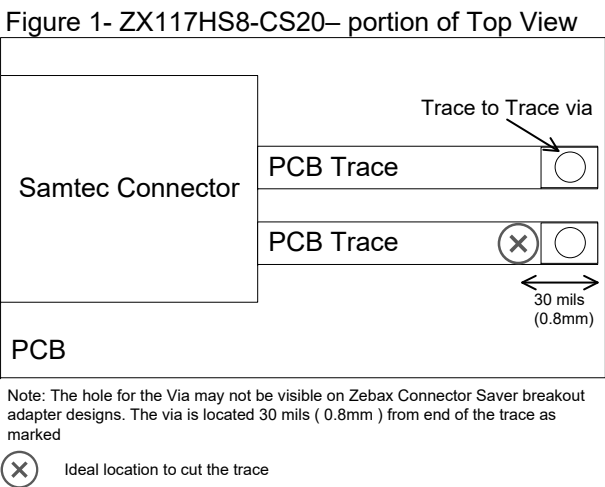 Figure 1- ZX117HS8-CS20– portion of Top View
Trace to Trace via
PCB Trace
Samtec Connector
PCB Trace
30 mils
(0.8mm)
PCB
Note: The hole for the Via may not be visible on Zebax Connector Saver breakout
adapter designs. The via is located 30 mils ( 0.8mm ) from end of the trace as
marked
Ideal location to cut the trace